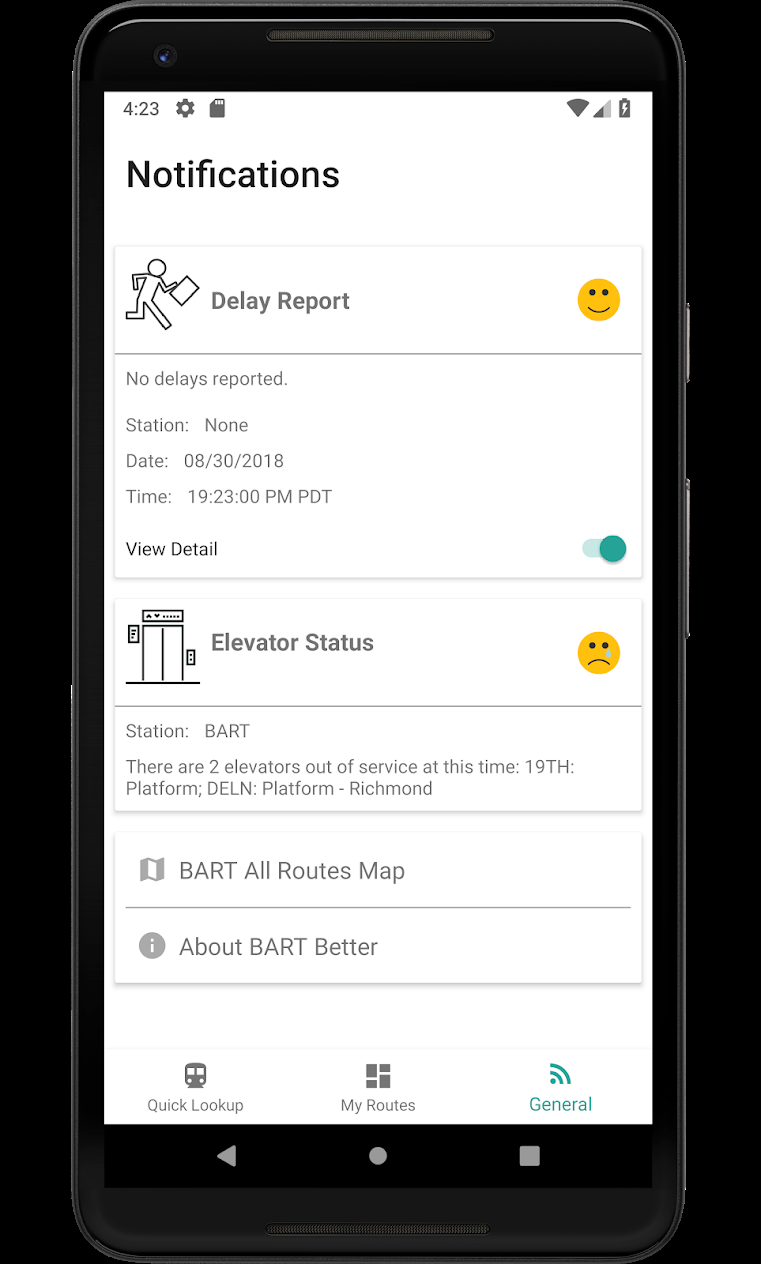 4:23
Notifications
Delay Report
No delays reported.
Station: None
Date: 08/30/2018
Time: 19:23:00 PM PDT
View Detail
Elevator Status
Station: BART
There are 2 elevators out of service at this time: 19TH:
Platform; DELN: Platform - Richmond
BART All Routes Map
About BART Better
Quick Lookup
My Routes
General